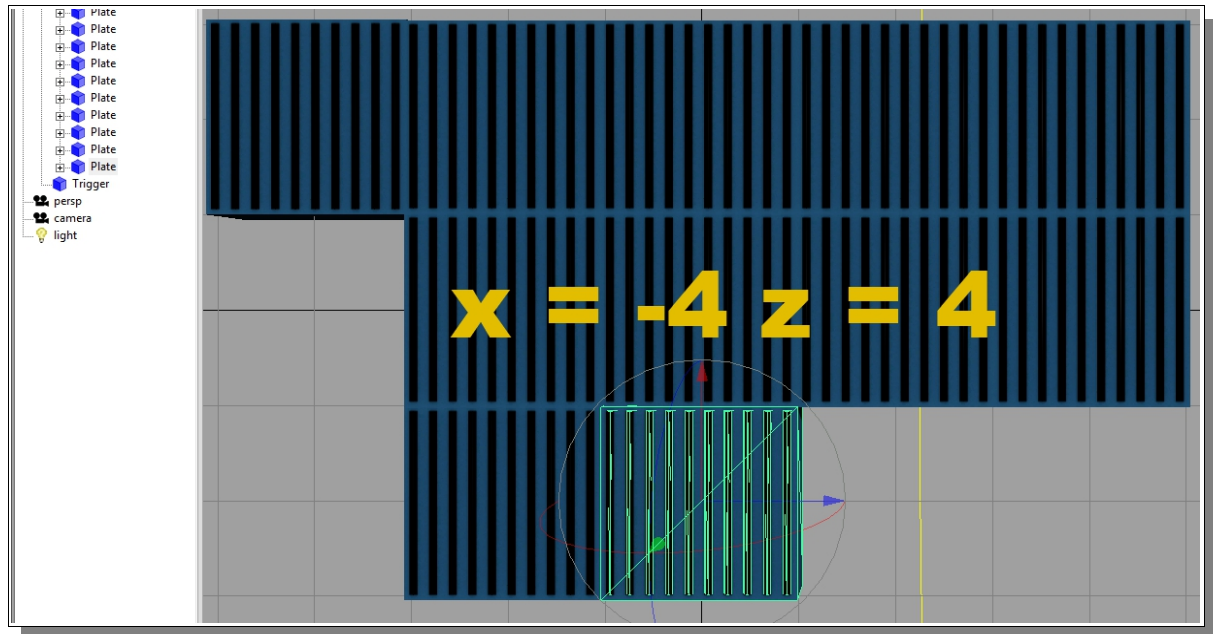 Plate
Plate
Plate
Plate
Plate
Plate
Plate
Plate
Plate
Plate
Trigger
persp
camera
light
x = -4 z = 4